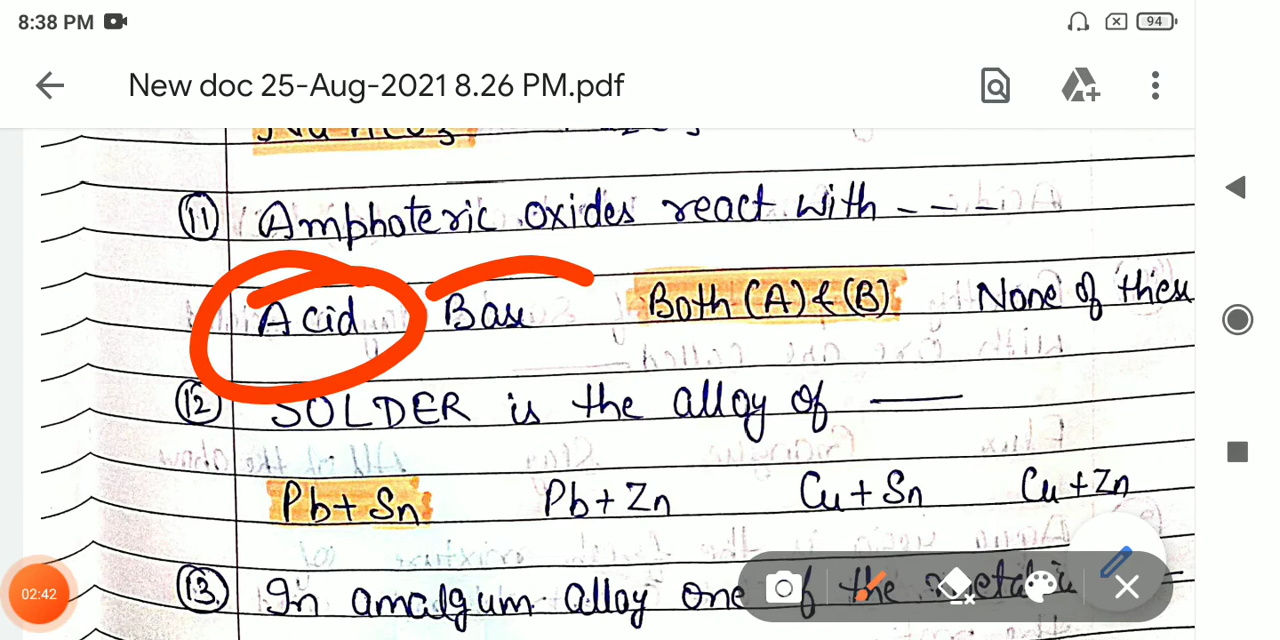 8:38 PM
94
New doc 25-Aug-2021 8.26 PM.pdf
11 Amphoteric oxides react with - - -
Acid Base Both (A) & (B) None of these
12 SOLDER is the alloy of ___
Pb + Sn Pb + Zn Cu + Sn Cu + Zn
13. In amalgum alloy one of the metal is
02:42